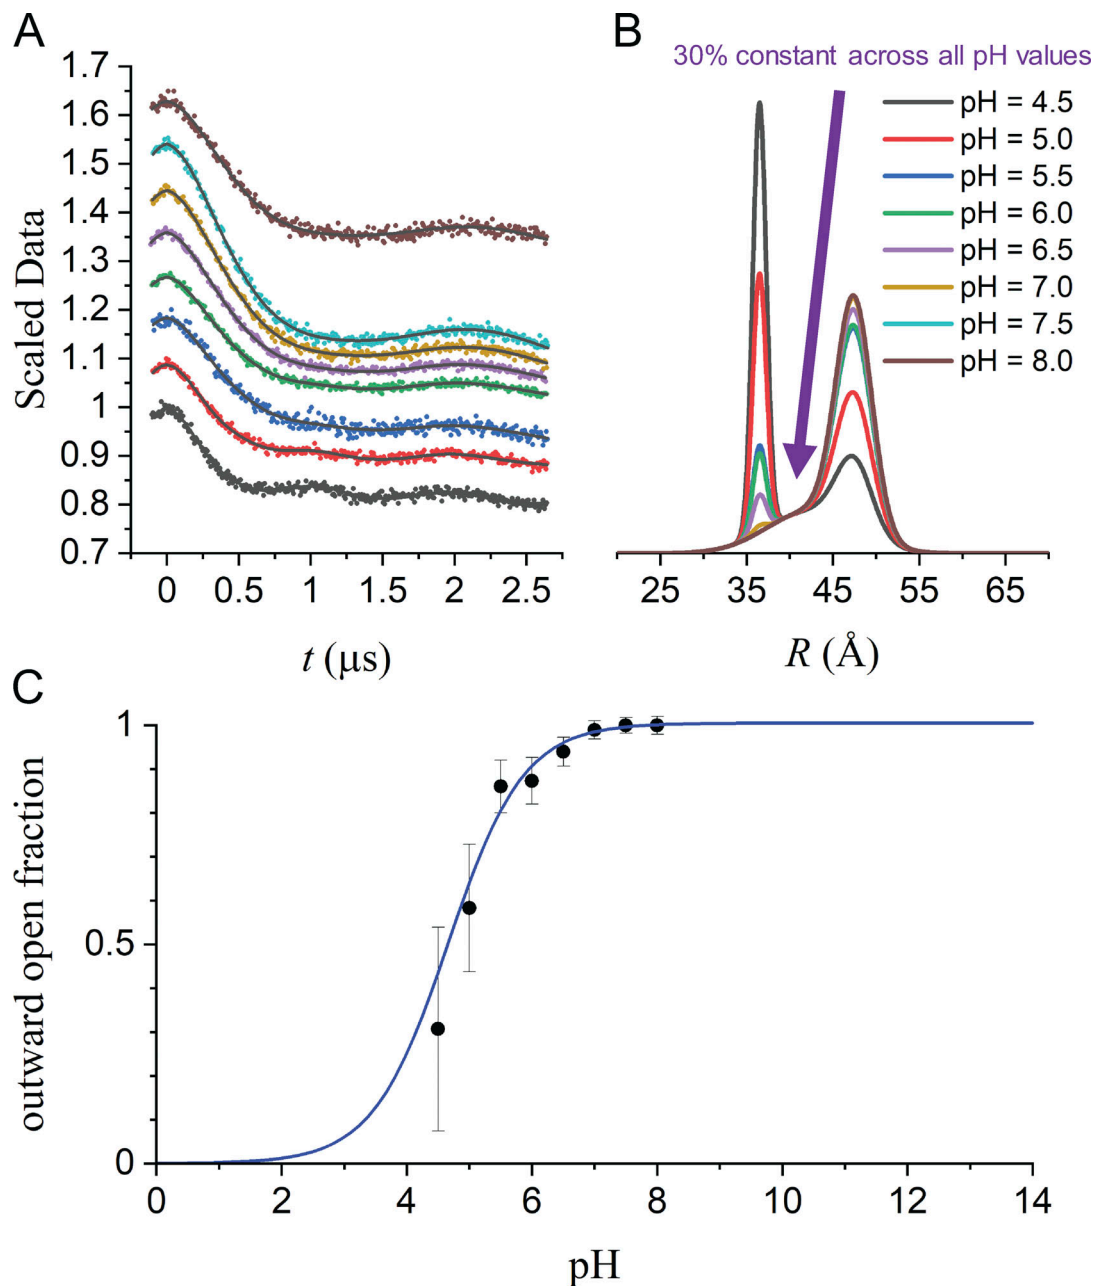 A
1.7
1.6
1.5
1.4
1.3
1.2
1.1
1
0.9
0.8
0.7
Scaled Data
0 0.5 1 1.5 2 2.5
t (μs)
B
30% constant across all pH values
pH = 4.5
pH = 5.0
pH = 5.5
pH = 6.0
pH = 6.5
pH = 7.0
pH = 7.5
pH = 8.0
25 35 45 55 65
R (Å)
C
1
0.5
0
outward open fraction
0 2 4 6 8 10 12 14
pH